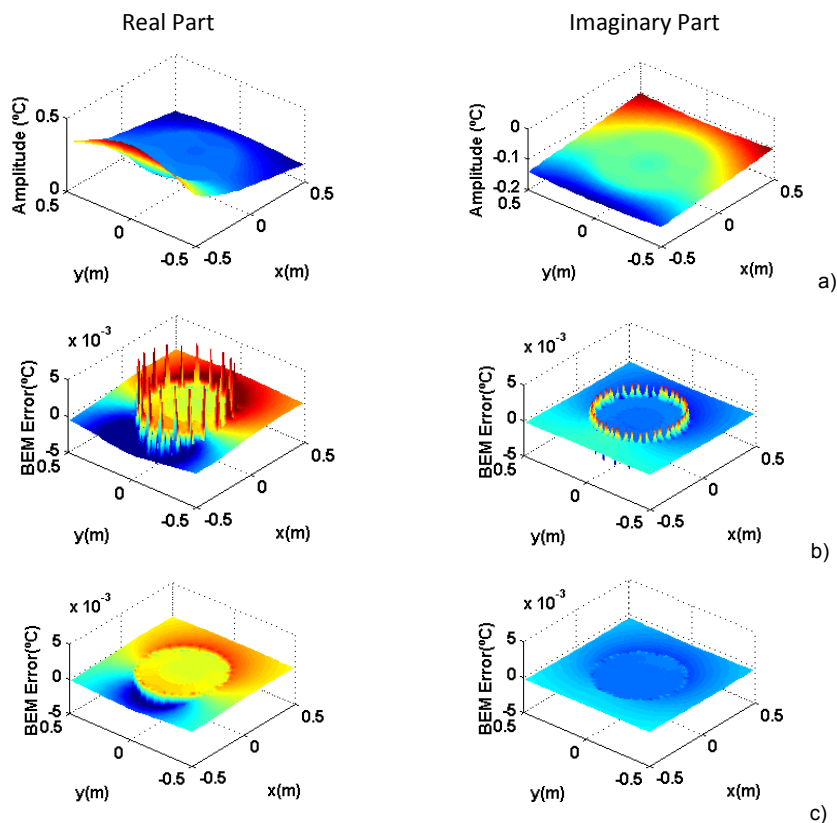 Real Part
Imaginary Part
Amplitude (ºC)
0.5
0
0.5
0
-0.5
-0.5
0
0.5
y(m)
x(m)
Amplitude (ºC)
0
-0.1
-0.2
0.5
0
-0.5
-0.5
0
0.5
y(m)
x(m)
a)
x 10⁻³
BEM Error(ºC)
5
0
-5
0.5
0
-0.5
-0.5
0
0.5
y(m)
x(m)
x 10⁻³
BEM Error(ºC)
5
0
-5
0.5
0
-0.5
-0.5
0
0.5
y(m)
x(m)
b)
x 10⁻³
BEM Error(ºC)
5
0
-5
0.5
0
-0.5
-0.5
0
0.5
y(m)
x(m)
x 10⁻³
BEM Error(ºC)
5
0
-5
0.5
0
-0.5
-0.5
0
0.5
y(m)
x(m)
c)